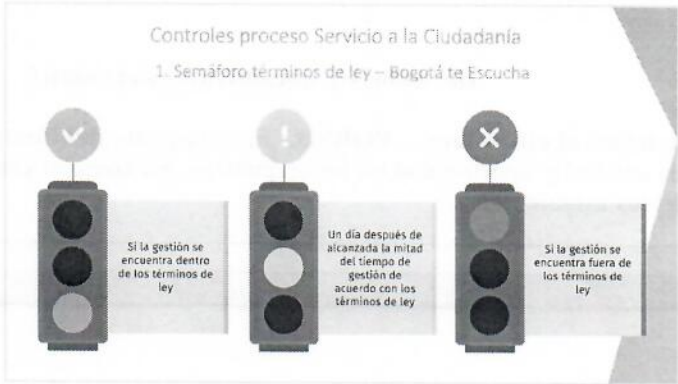 Controles proceso Servicio a la Ciudadanía
1. Semáforo términos de ley – Bogotá te Escucha
Si la gestión se
encuentra dentro
de los términos de
ley
Un día después de
alcanzada la mitad
del tiempo de
gestión de
acuerdo con los
términos de ley
Si la gestión se
encuentra fuera de
los términos de
ley